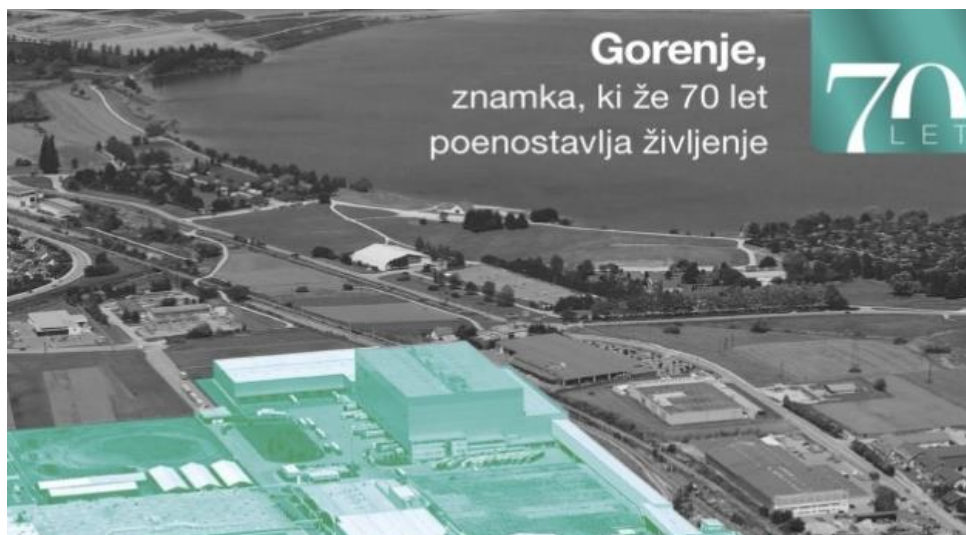 Gorenje,
znamka, ki že 70 let
poenostavlja življenje
70
LET